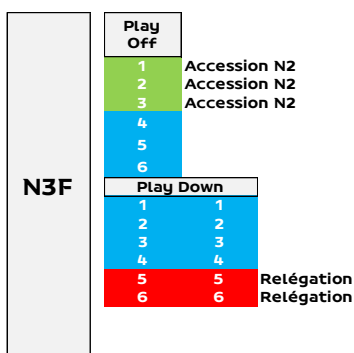 Play
Off
1 Accession N2
2 Accession N2
3 Accession N2
4
5
6
N3F
Play Down
1 1
2 2
3 3
4 4
5 5 Relégation
6 6 Relégation